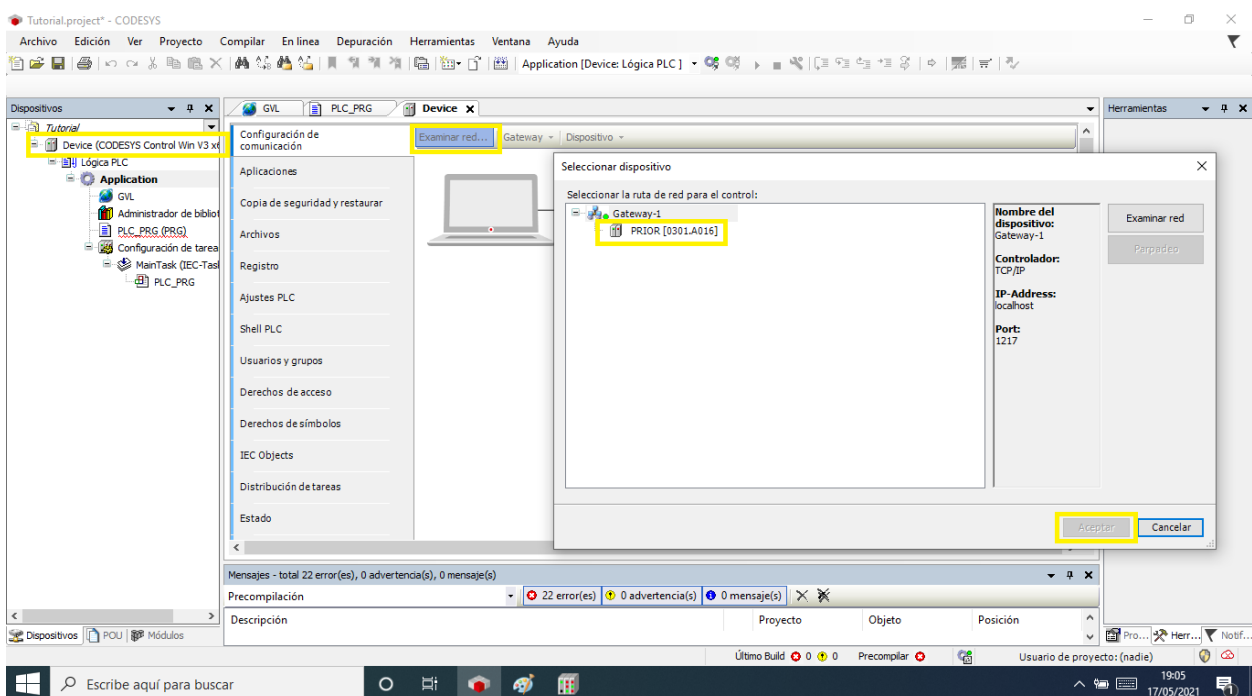 Tutorial.project* - CODESYS
Archivo Edición Ver Proyecto Compilar En linea Depuración Herramientas Ventana Ayuda
Application [Device: Lógica PLC]
Dispositivos
Tutorial
Device (CODESYS Control Win V3 x6
Lógica PLC
Application
GVL
Administrador de bibliot
PLC_PRG (PRG)
Configuración de tarea
MainTask (IEC-Tasl
PLC_PRG
Dispositivos POU Módulos
GVL PLC_PRG Device
Configuración de
comunicación
Aplicaciones
Copia de seguridad y restaurar
Archivos
Registro
Ajustes PLC
Shell PLC
Usuarios y grupos
Derechos de acceso
Derechos de símbolos
IEC Objects
Distribución de tareas
Estado
Examinar red... Gateway Dispositivo
Seleccionar dispositivo
Seleccionar la ruta de red para el control:
Gateway-1
PRIOR [0301.A016]
Nombre del
dispositivo:
Gateway-1
Controlador:
TCP/IP
IP-Address:
localhost
Port:
1217
Examinar red
Parpadeo
Aceptar Cancelar
Herramientas
Mensajes - total 22 error(es), 0 advertencia(s), 0 mensaje(s)
Precompilación 22 error(es) 0 advertencia(s) 0 mensaje(s)
Descripción Proyecto Objeto Posición
Pro... Herr... Notif...
Último Build 0 0 Precompilar Usuario de proyecto: (nadie)
Escribe aquí para buscar
19:05
17/05/2021